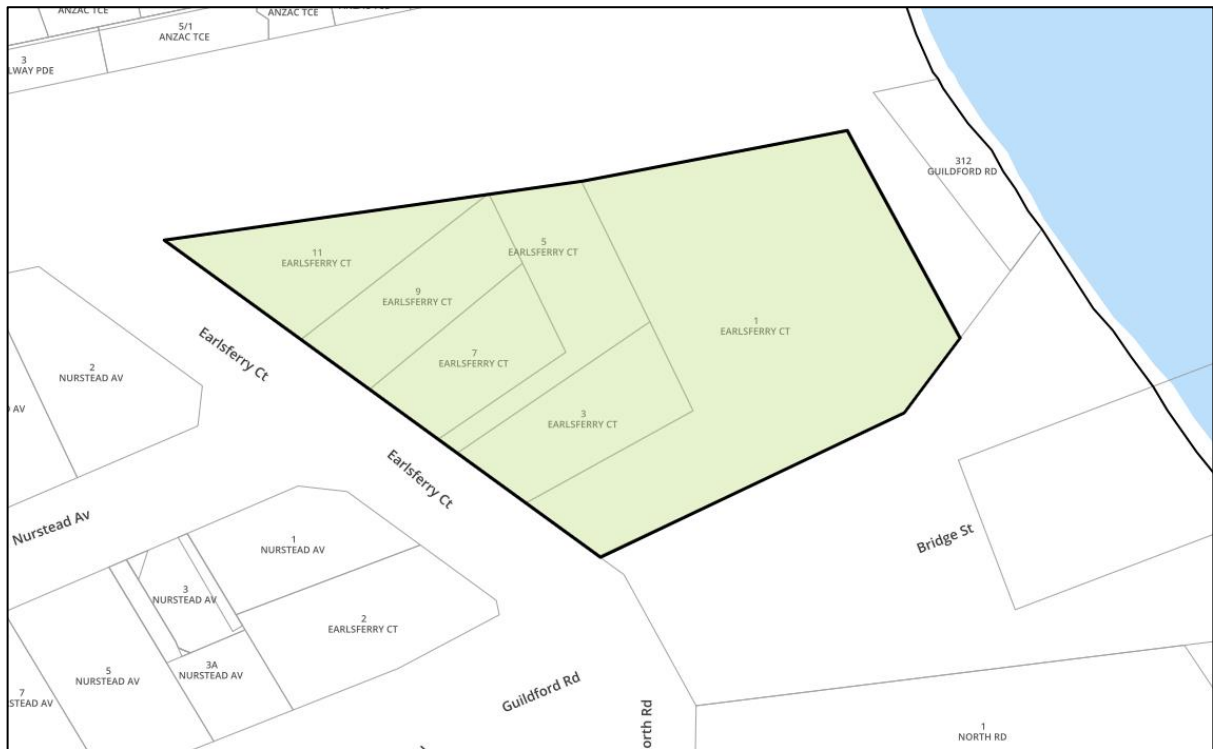 ANZAC TCE
5/1
ANZAC TCE
ANZAC TCE
3
LWAY PDE
312
GUILDFORD RD
11
EARLSFERRY CT
5
EARLSFERRY CT
9
EARLSFERRY CT
1
EARLSFERRY CT
7
EARLSFERRY CT
3
EARLSFERRY CT
Earlsferry Ct
2
NURSTEAD AV
D AV
Earlsferry Ct
Nurstead Av
Bridge St
1
NURSTEAD AV
3
NURSTEAD AV
2
EARLSFERRY CT
3A
NURSTEAD AV
5
NURSTEAD AV
7
STEAD AV
Guildford Rd
orth Rd
1
NORTH RD